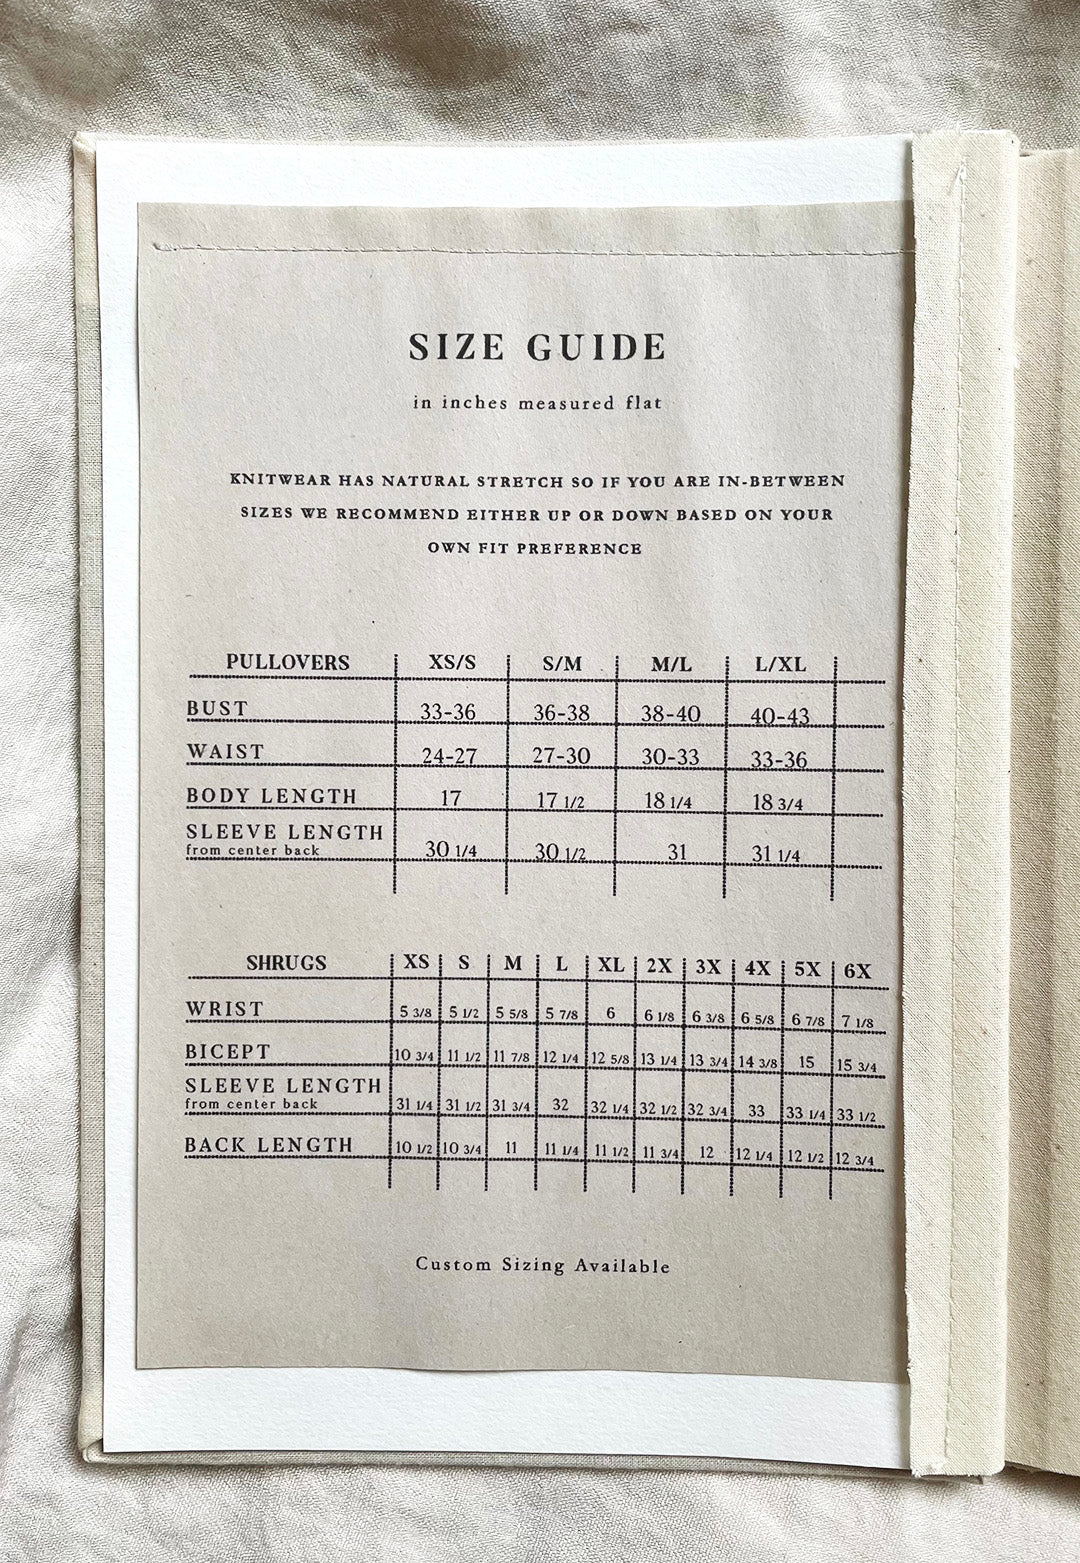 SIZE GUIDE
in inches measured flat
KNITWEAR HAS NATURAL STRETCH SO IF YOU ARE IN-BETWEEN
SIZES WE RECOMMEND EITHER UP OR DOWN BASED ON YOUR
OWN FIT PREFERENCE
PULLOVERS XS/S S/M M/L L/XL
BUST 33-36 36-38 38-40 40-43
WAIST 24-27 27-30 30-33 33-36
BODY LENGTH 17 17 1/2 18 1/4 18 3/4
SLEEVE LENGTH
from center back 30 1/4 30 1/2 31 31 1/4
SHRUGS XS S M L XL 2X 3X 4X 5X 6X
WRIST 5 3/8 5 1/2 5 5/8 5 7/8 6 6 1/8 6 3/8 6 5/8 6 7/8 7 1/8
BICEPT 10 3/4 11 1/2 11 7/8 12 1/4 12 5/8 13 1/4 13 3/4 14 3/8 15 15 3/4
SLEEVE LENGTH
from center back 31 1/4 31 1/2 31 3/4 32 32 1/4 32 1/2 32 3/4 33 33 1/4 33 1/2
BACK LENGTH 10 1/2 10 3/4 11 11 1/4 11 1/2 11 3/4 12 12 1/4 12 1/2 12 3/4
Custom Sizing Available